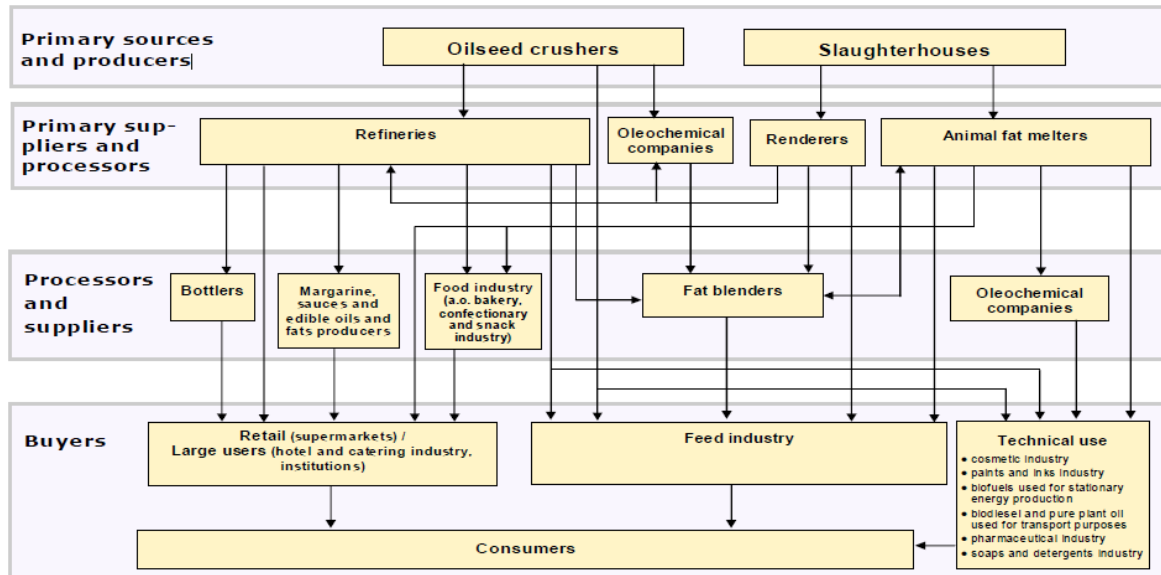 Primary sources
and producers
Oilseed crushers
Slaughterhouses
Primary sup-
pliers and
processors
Refineries
Oleochemical
companies
Renderers
Animal fat melters
Processors
and
suppliers
Bottlers
Margarine,
sauces and
edible oils and
fats producers
Food industry
(a.o. bakery,
confectionary
and snack
industry)
Fat blenders
Oleochemical
companies
Buyers
Retail (supermarkets) /
Large users (hotel and catering industry,
institutions)
Feed industry
Technical use
• cosmetic industry
• paints and inks industry
• biofuels used for stationary
energy production
• biodiesel and pure plant oil
used for transport purposes
• pharmaceutical industry
• soaps and detergents industry
Consumers